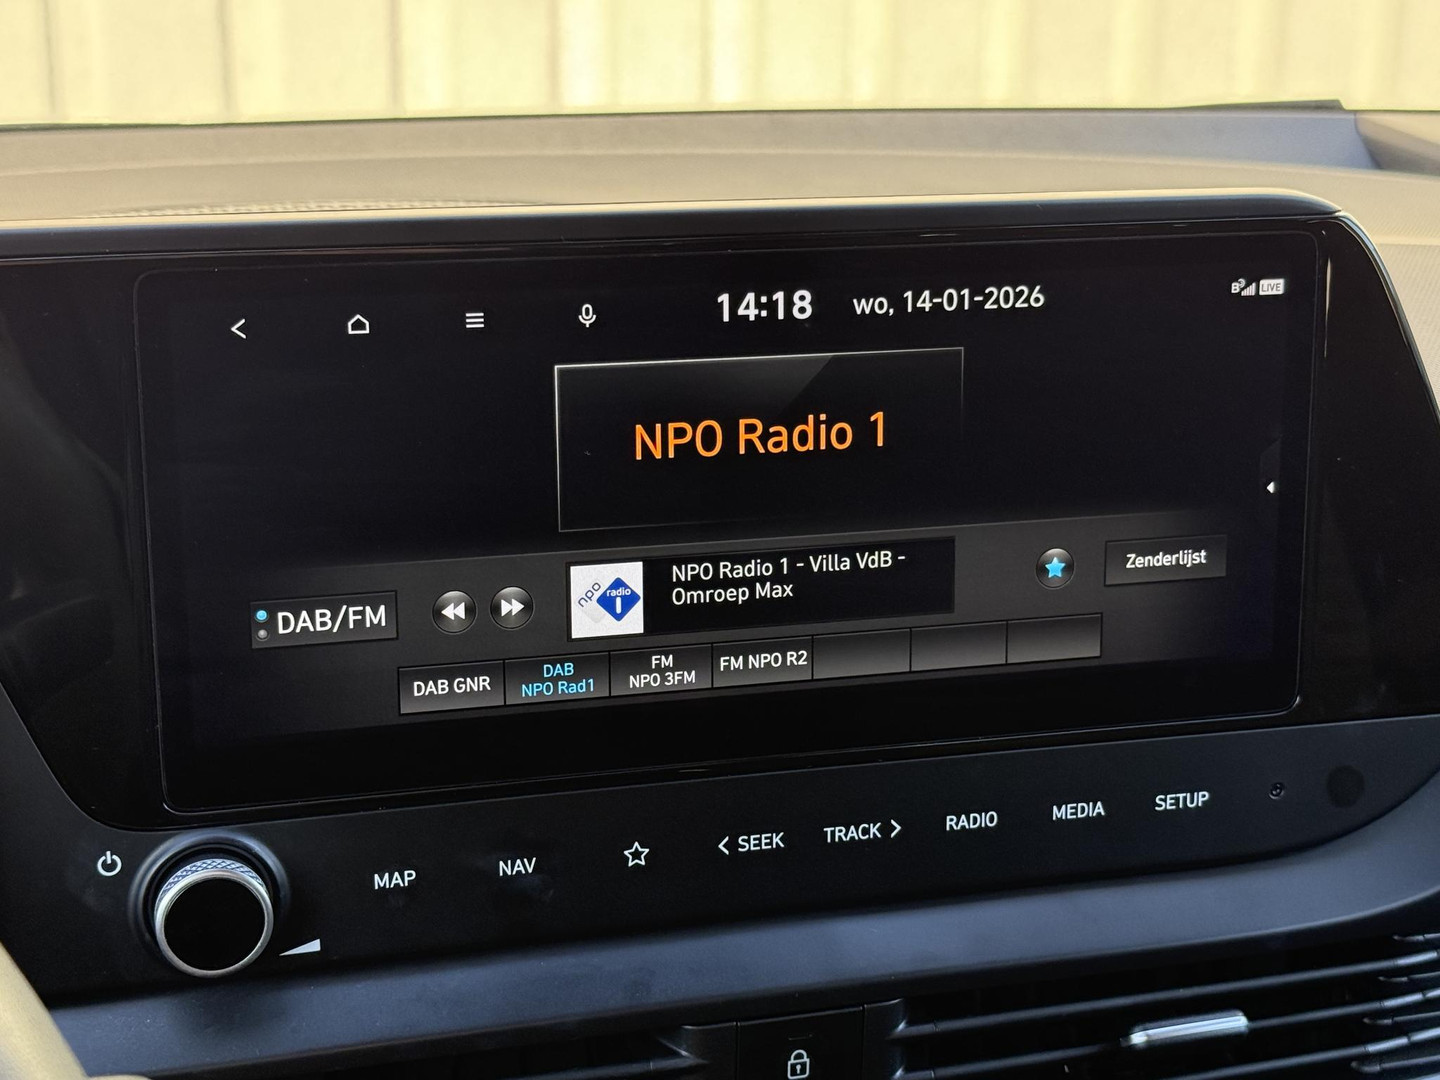 14:18 wo, 14-01-2026
LIVE
NPO Radio 1
NPO Radio 1 - Villa VdB -
Omroep Max
npo radio 1
Zenderlijst
DAB/FM
DAB GNR
DAB
NPO Rad1
FM
NPO 3FM
FM NPO R2
MAP
NAV
< SEEK
TRACK >
RADIO
MEDIA
SETUP